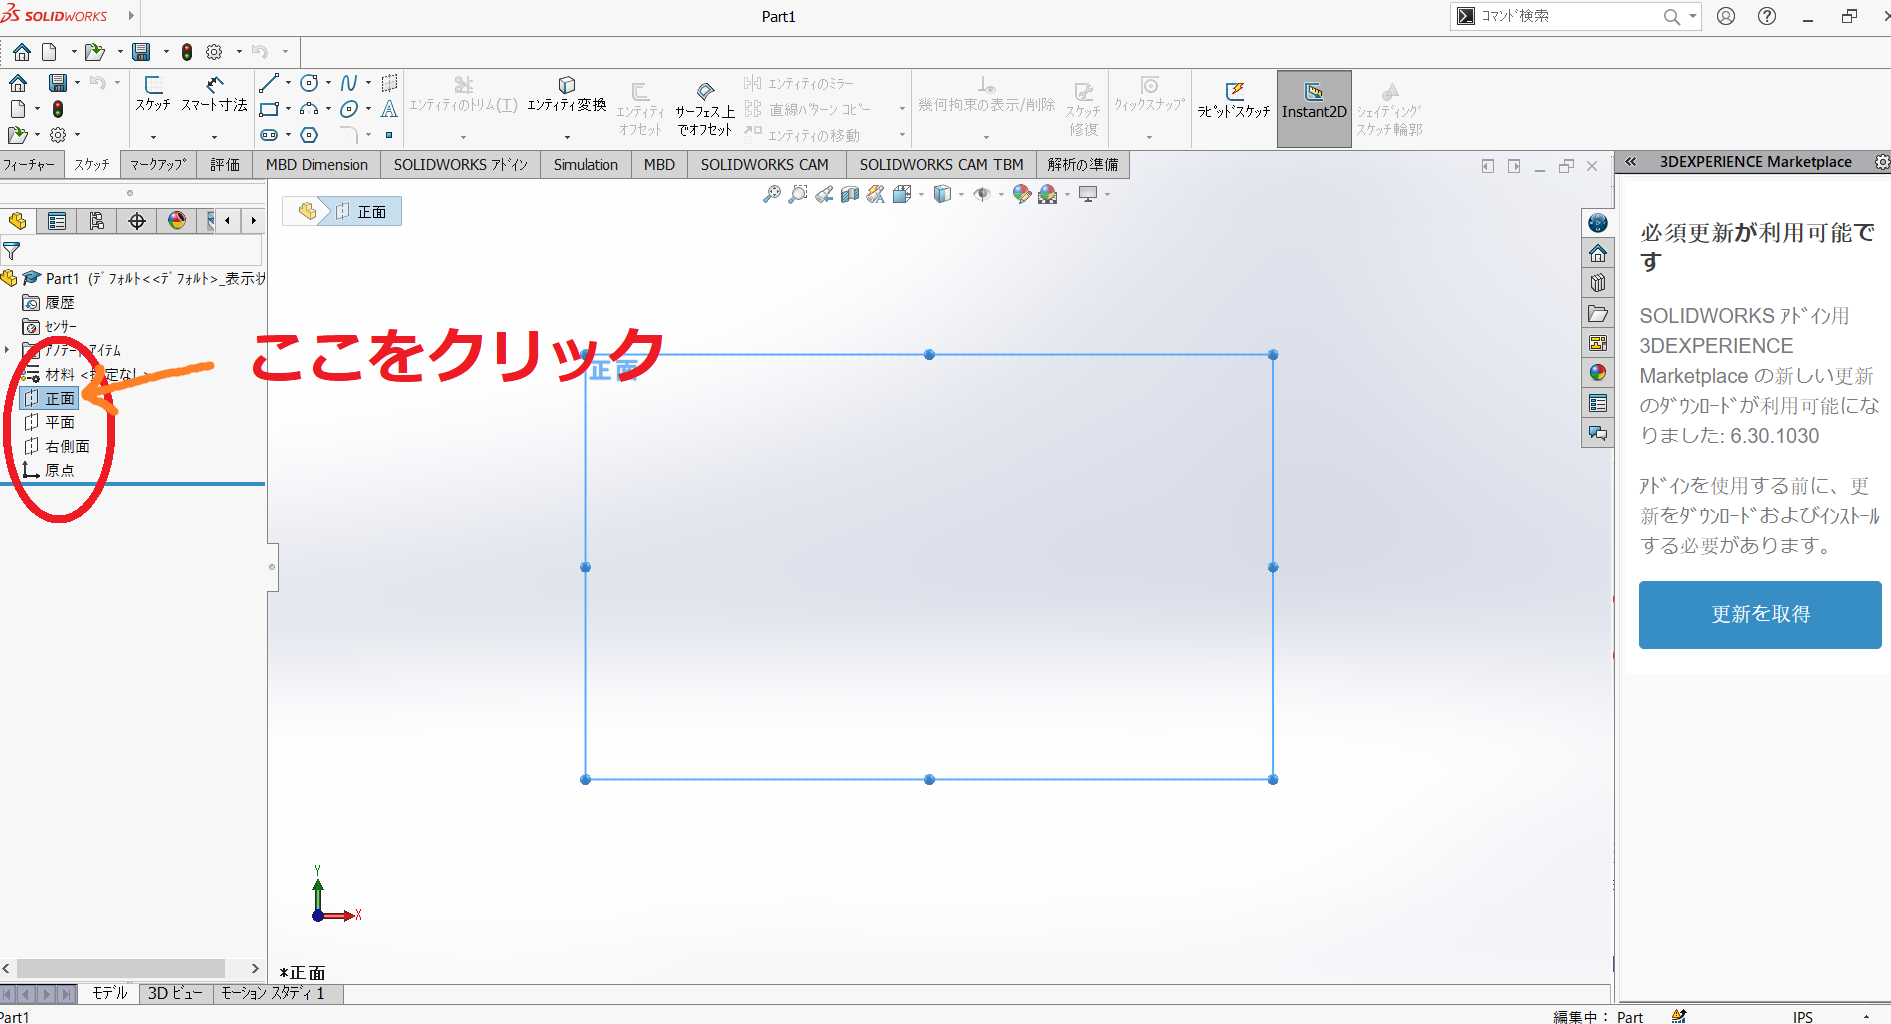 SOLIDWORKS
Part1
コマンド検索
スケッチ
スマート寸法
エンティティのトリム(T)
エンティティ変換
エンティティ
オフセット
サーフェス上
でオフセット
エンティティのミラー
直線パターン コピー
エンティティの移動
幾何拘束の表示/削除
スケッチ
修復
クィックスナップ
ラピッドスケッチ
Instant2D
シェイディング
スケッチ輪郭
フィーチャー
スケッチ
マークアップ
評価
MBD Dimension
SOLIDWORKS アドイン
Simulation
MBD
SOLIDWORKS CAM
SOLIDWORKS CAM TBM
解析の準備
3DEXPERIENCE Marketplace
正面
Part1 (デフォルト<<デフォルト>_表示状
履歴
センサー
アノテートアイテム
材料 <指定なし>
正面
平面
右側面
原点
ここをクリック
正面
必須更新が利用可能で
す
SOLIDWORKS アドイン用
3DEXPERIENCE
Marketplace の新しい更新
のダウンロードが利用可能にな
りました: 6.30.1030
アドインを使用する前に、更
新をダウンロードおよびインストール
する必要があります。
更新を取得
Y
X
*正面
モデル
3D ビュー
モーション スタディ 1
Part1
編集中： Part
IPS